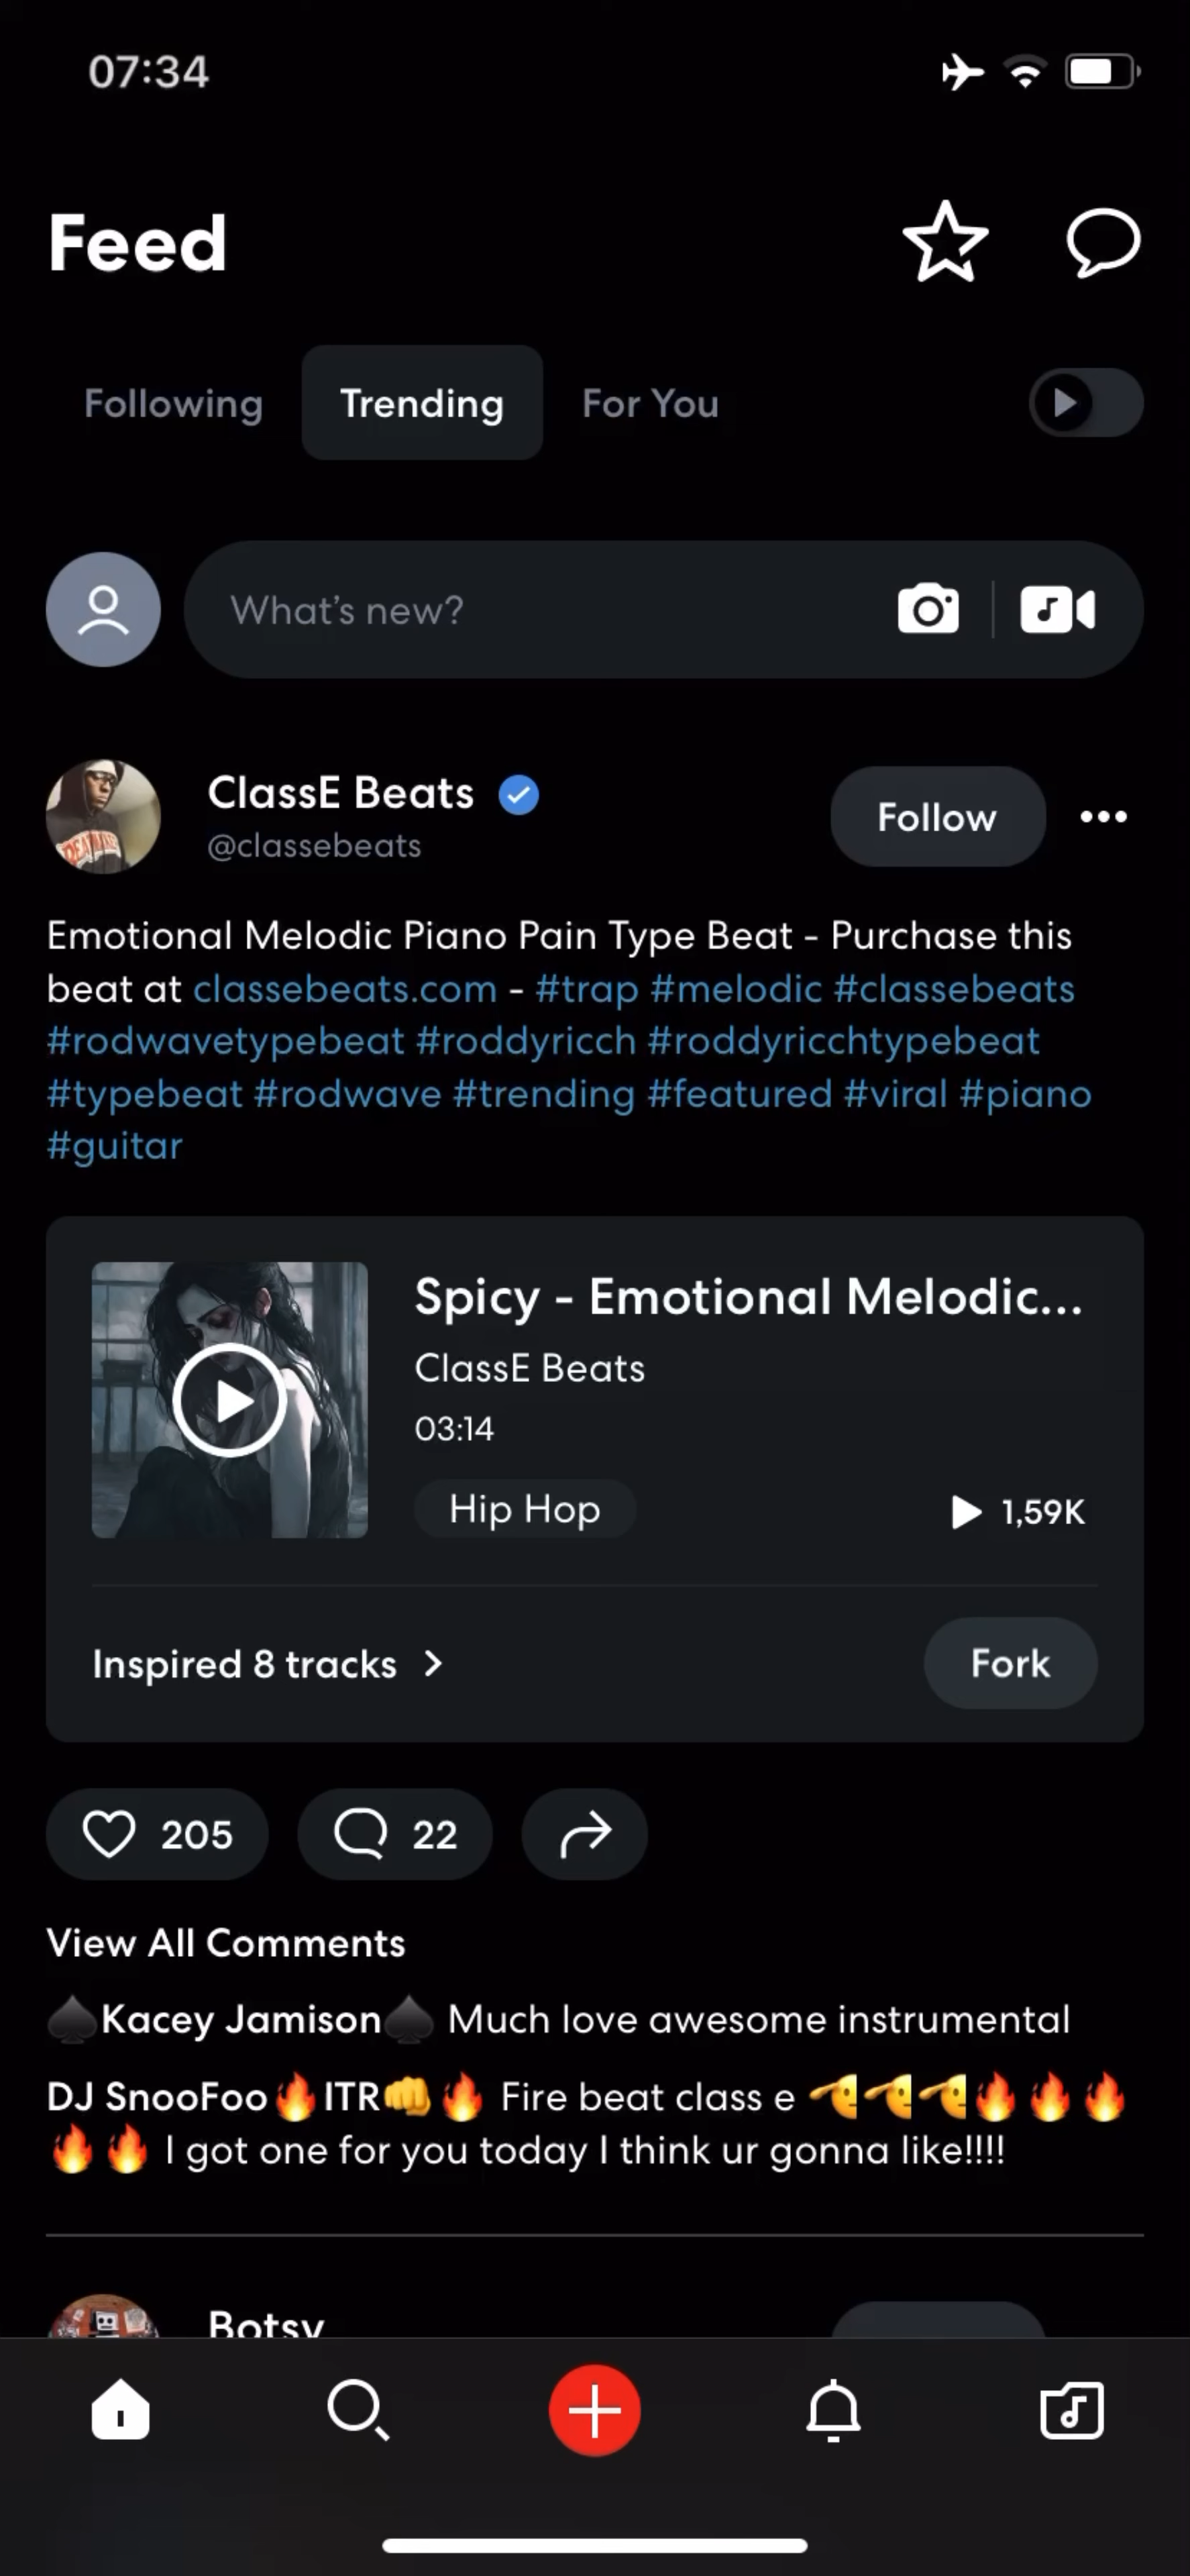 07:34
Feed
Following
Trending
For You
What's new?
ClassE Beats
@classebeats
Follow
Emotional Melodic Piano Pain Type Beat - Purchase this
beat at classebeats.com - #trap #melodic #classebeats
#rodwavetypebeat #roddyricch #roddyricchtypebeat
#typebeat #rodwave #trending #featured #viral #piano
#guitar
Spicy - Emotional Melodic...
ClassE Beats
03:14
Hip Hop
1,59K
Inspired 8 tracks
Fork
205
22
View All Comments
♠️Kacey Jamison♠️ Much love awesome instrumental
DJ SnooFoo🔥ITR👊🔥 Fire beat class e 🫡🫡🫡🔥🔥🔥
🔥🔥 I got one for you today I think ur gonna like!!!!
Botsy